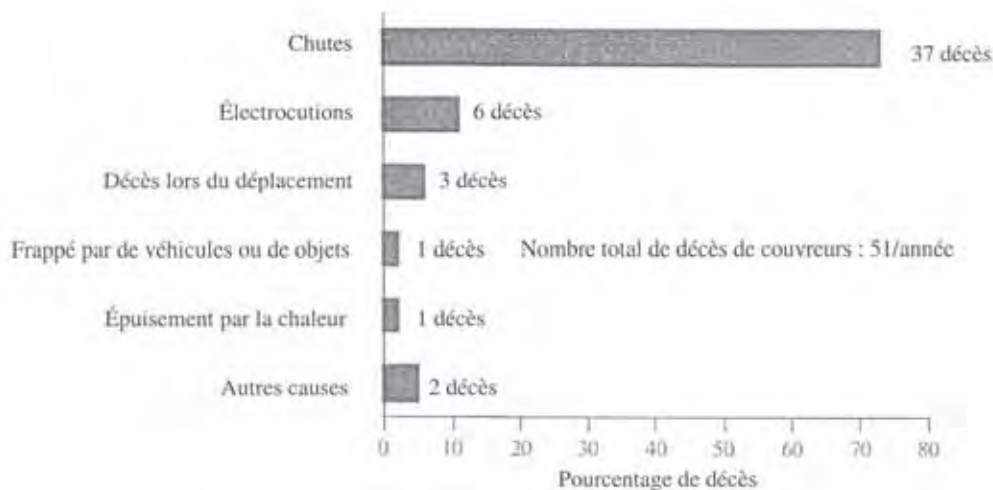 Chutes 37 décès
Électrocutions 6 décès
Décès lors du déplacement 3 décès
Frappé par de véhicules ou de objets 1 décès Nombre total de décès de couvreurs : 51/année
Épuisement par la chaleur 1 décès
Autres causes 2 décès
0 10 20 30 40 50 60 70 80
Pourcentage de décès